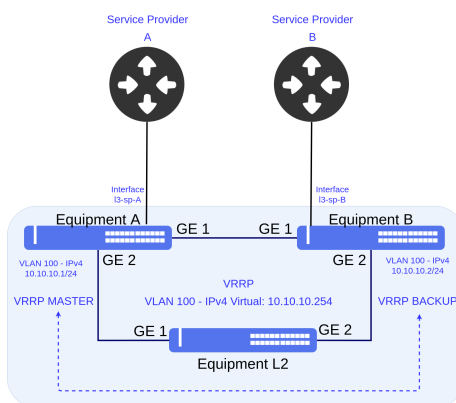 Service Provider
A
Service Provider
B
Interface
l3-sp-A
Interface
l3-sp-B
Equipment A
Equipment B
GE 1
GE 1
VLAN 100 - IPv4
10.10.10.1/24
GE 2
GE 2
VLAN 100 - IPv4
10.10.10.2/24
VRRP
VRRP MASTER
VLAN 100 - IPv4 Virtual: 10.10.10.254
VRRP BACKUP
GE 1
GE 2
Equipment L2